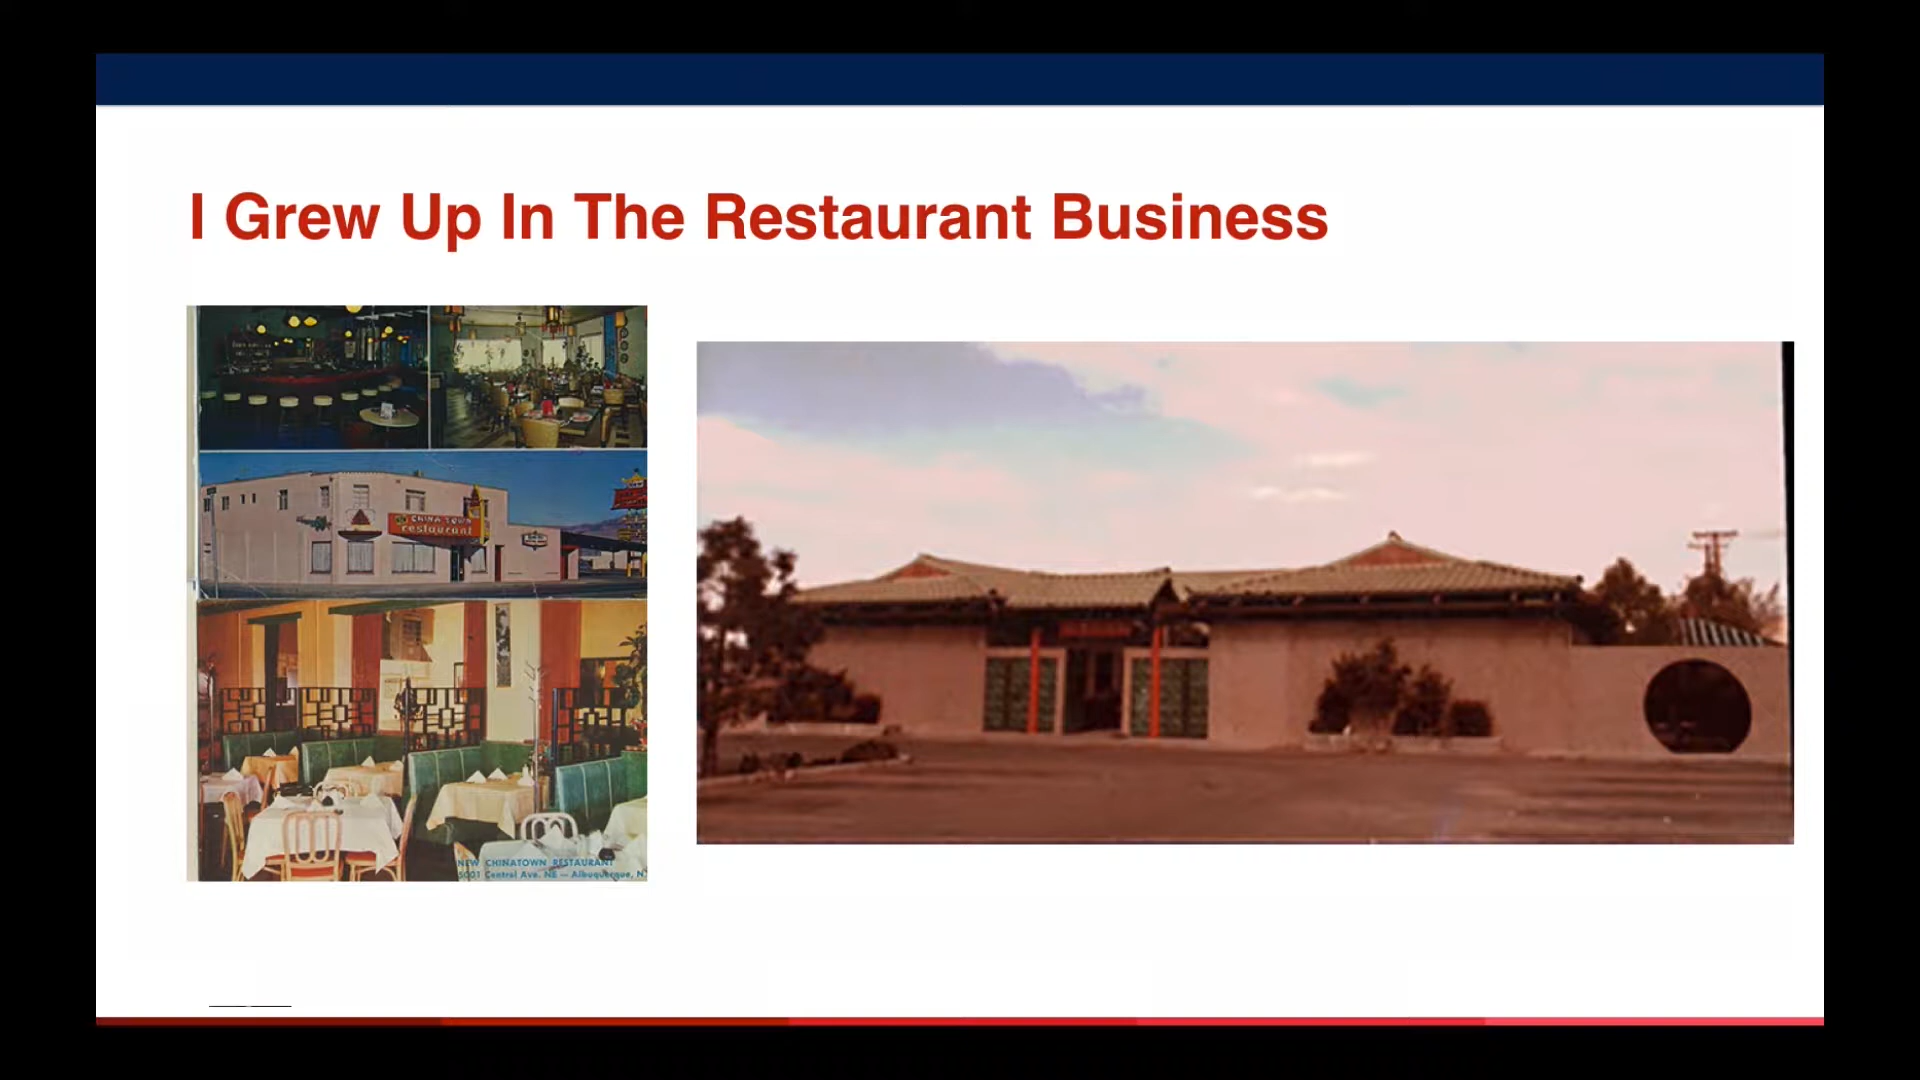 I Grew Up In The Restaurant Business
CHINA TOWN
restaurant
NEW CHINATOWN RESTAURANT
5001 Central Ave. NE — Albuquerque, N.